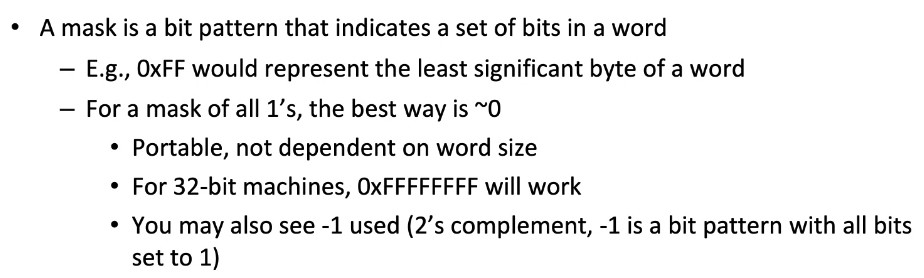 • A mask is a bit pattern that indicates a set of bits in a word
– E.g., 0xFF would represent the least significant byte of a word
– For a mask of all 1’s, the best way is ~0
• Portable, not dependent on word size
• For 32-bit machines, 0xFFFFFFFF will work
• You may also see -1 used (2’s complement, -1 is a bit pattern with all bits
set to 1)